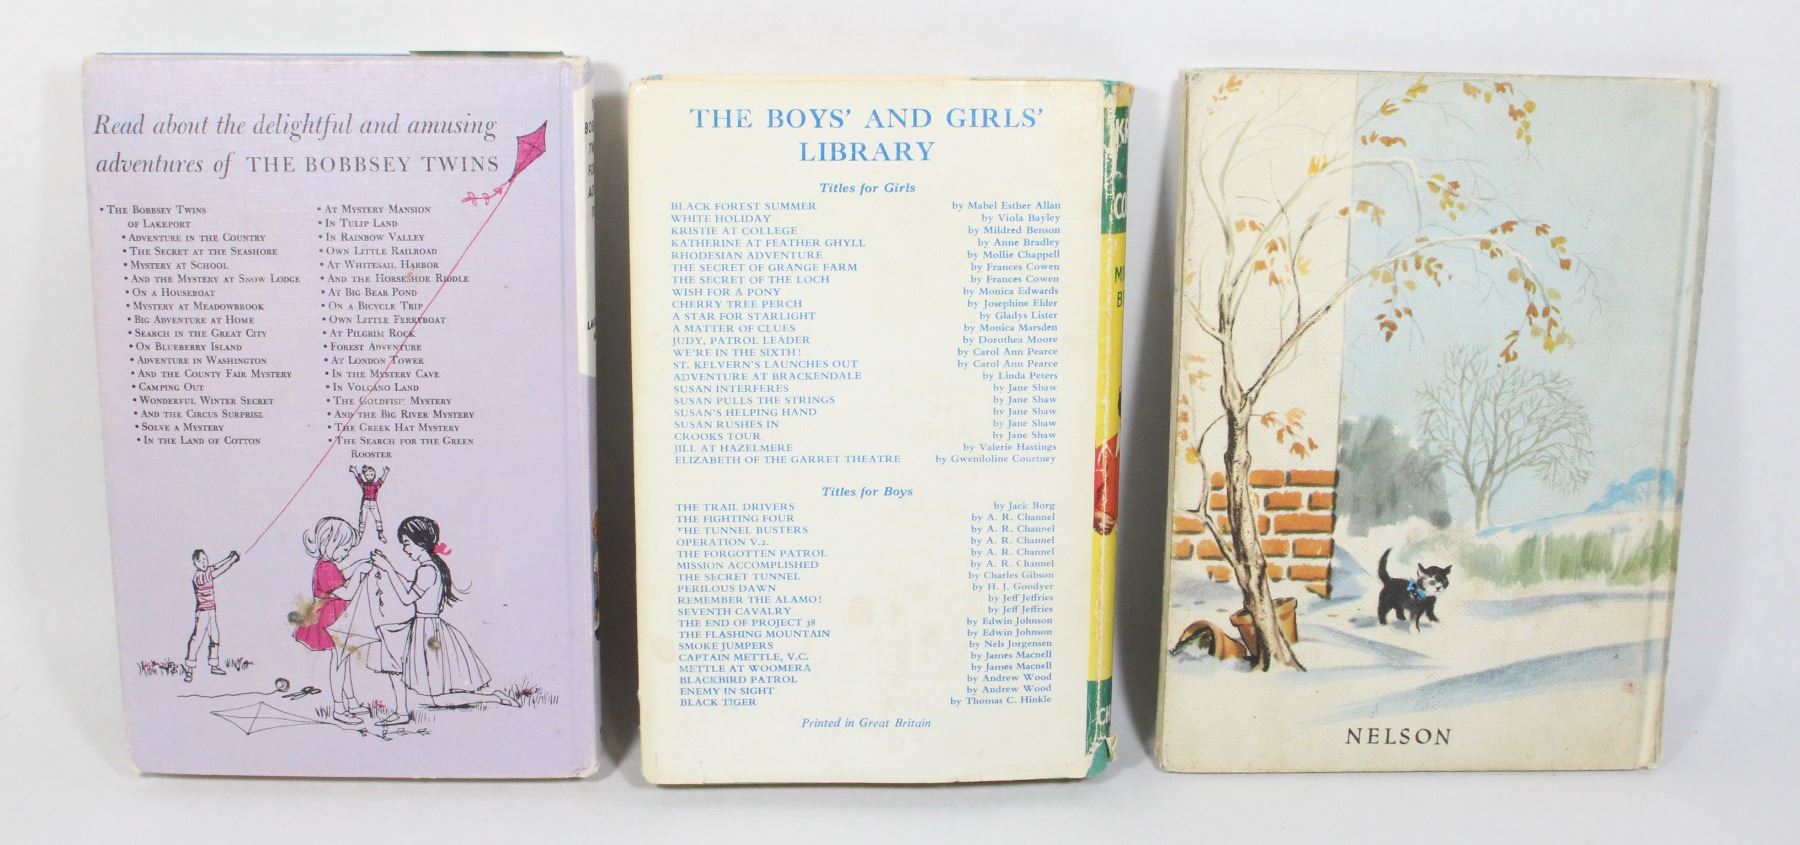 Read about the delightful and amusing
adventures of THE BOBBSEY TWINS
• THE BOBBSEY TWINS
OF LAKEPORT
• ADVENTURE IN THE COUNTRY
• THE SECRET AT THE SEASHORE
• MYSTERY AT SCHOOL
• AND THE MYSTERY AT SNOW LODGE
• ON A HOUSEBOAT
• MYSTERY AT MEADOWBROOK
• BIG ADVENTURE AT HOME
• SEARCH IN THE GREAT CITY
• ON BLUEBERRY ISLAND
• ADVENTURE IN WASHINGTON
• AND THE COUNTY FAIR MYSTERY
• CAMPING OUT
• WONDERFUL WINTER SECRET
• AND THE CIRCUS SURPRISE
• SOLVE A MYSTERY
• IN THE LAND OF COTTON
• AT MYSTERY MANSION
• IN TULIP LAND
• IN RAINBOW VALLEY
• OWN LITTLE RAILROAD
• AT WHITESAIL HARBOR
• AND THE HORSESHOE RIDDLE
• AT BIG BEAR POND
• ON A BICYCLE TRIP
• OWN LITTLE FERRYBOAT
• AT PILGRIM ROCK
• FOREST ADVENTURE
• AT LONDON TOWER
• IN THE MYSTERY CAVE
• IN VOLCANO LAND
• THE GOLDFISH MYSTERY
• AND THE BIG RIVER MYSTERY
• THE GREEK HAT MYSTERY
• THE SEARCH FOR THE GREEN
ROOSTER
THE BOYS' AND GIRLS'
LIBRARY
Titles for Girls
BLACK FOREST SUMMER by Mabel Esther Allan
WHITE HOLIDAY by Viola Bayley
KRISTIE AT COLLEGE by Mildred Benson
KATHERINE AT FEATHER GHYLL by Anne Bradley
RHODESIAN ADVENTURE by Mollie Chappell
THE SECRET OF GRANGE FARM by Frances Cowen
THE SECRET OF THE LOCH by Frances Cowen
WISH FOR A PONY by Monica Edwards
CHERRY TREE PERCH by Josephine Elder
A STAR FOR STARLIGHT by Gladys Lister
A MATTER OF CLUES by Monica Marsden
JUDY, PATROL LEADER by Dorothea Moore
WE'RE IN THE SIXTH! by Carol Ann Pearce
ST. KELVERN'S LAUNCHES OUT by Carol Ann Pearce
ADVENTURE AT BRACKENDALE by Linda Peters
SUSAN INTERFERES by Jane Shaw
SUSAN PULLS THE STRINGS by Jane Shaw
SUSAN'S HELPING HAND by Jane Shaw
SUSAN RUSHES IN by Jane Shaw
CROOKS TOUR by Jane Shaw
JILL AT HAZELMERE by Valerie Hastings
ELIZABETH OF THE GARRET THEATRE by Gwendoline Courtney
Titles for Boys
THE TRAIL DRIVERS by Jack Borg
THE FIGHTING FOUR by A. R. Channel
THE TUNNEL BUSTERS by A. R. Channel
OPERATION V.2. by A. R. Channel
THE FORGOTTEN PATROL by A. R. Channel
MISSION ACCOMPLISHED by A. R. Channel
THE SECRET TUNNEL by Charles Gibson
PERILOUS DAWN by H. J. Goodyer
REMEMBER THE ALAMO! by Jeff Jeffries
SEVENTH CAVALRY by Jeff Jeffries
THE END OF PROJECT 38 by Edwin Johnson
THE FLASHING MOUNTAIN by Edwin Johnson
SMOKE JUMPERS by Nels Jorgensen
CAPTAIN METTLE, V.C. by James Macnell
METTLE AT WOOMERA by James Macnell
BLACKBIRD PATROL by Andrew Wood
ENEMY IN SIGHT by Andrew Wood
BLACK TIGER by Thomas C. Hinkle
Printed in Great Britain
NELSON